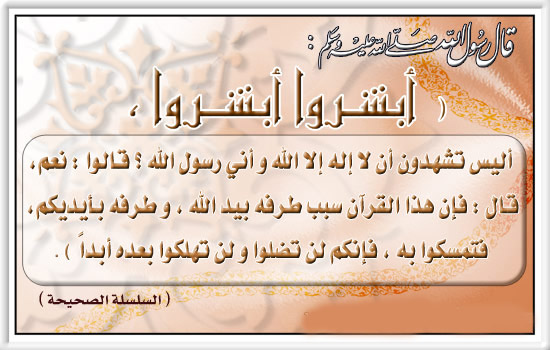 قال رسول الله صلى الله عليه وسلم :
( أبشروا أبشروا ،
أليس تشهدون أن لا إله إلا الله و أني رسول الله ؟ قالوا : نعم ،
قال : فإن هذا القرآن سبب طرفه بيد الله ، و طرفه بأيديكم ،
فتمسكوا به ، فإنكم لن تضلوا و لن تهلكوا بعده أبداً ) .
( السلسلة الصحيحة )